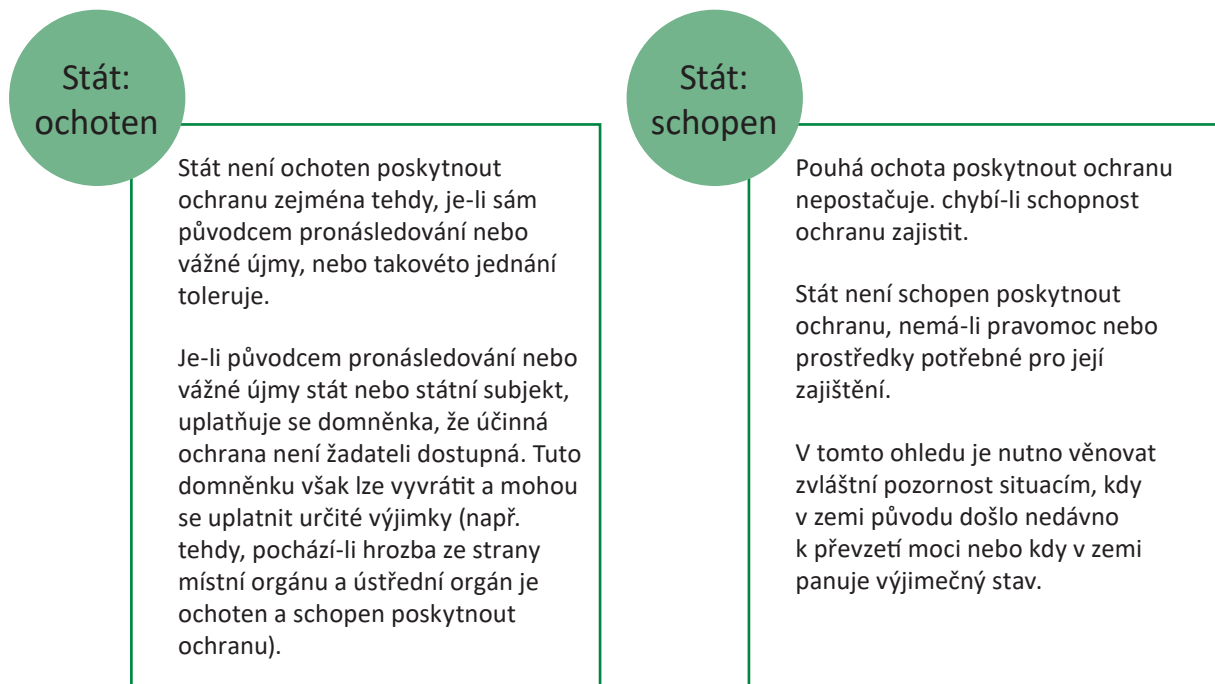 Stát:
ochoten
Stát není ochoten poskytnout
ochranu zejména tehdy, je-li sám
původcem pronásledování nebo
vážné újmy, nebo takovéto jednání
toleruje.
Je-li původcem pronásledování nebo
vážné újmy stát nebo státní subjekt,
uplatňuje se domněnka, že účinná
ochrana není žadateli dostupná. Tuto
domněnku však lze vyvrátit a mohou
se uplatnit určité výjimky (např.
tehdy, pochází-li hrozba ze strany
místní orgánu a ústřední orgán je
ochoten a schopen poskytnout
ochranu).
Stát:
schopen
Pouhá ochota poskytnout ochranu
nepostačuje. chybí-li schopnost
ochranu zajistit.
Stát není schopen poskytnout
ochranu, nemá-li pravomoc nebo
prostředky potřebné pro její
zajištění.
V tomto ohledu je nutno věnovat
zvláštní pozornost situacím, kdy
v zemi původu došlo nedávno
k převzetí moci nebo kdy v zemi
panuje výjimečný stav.